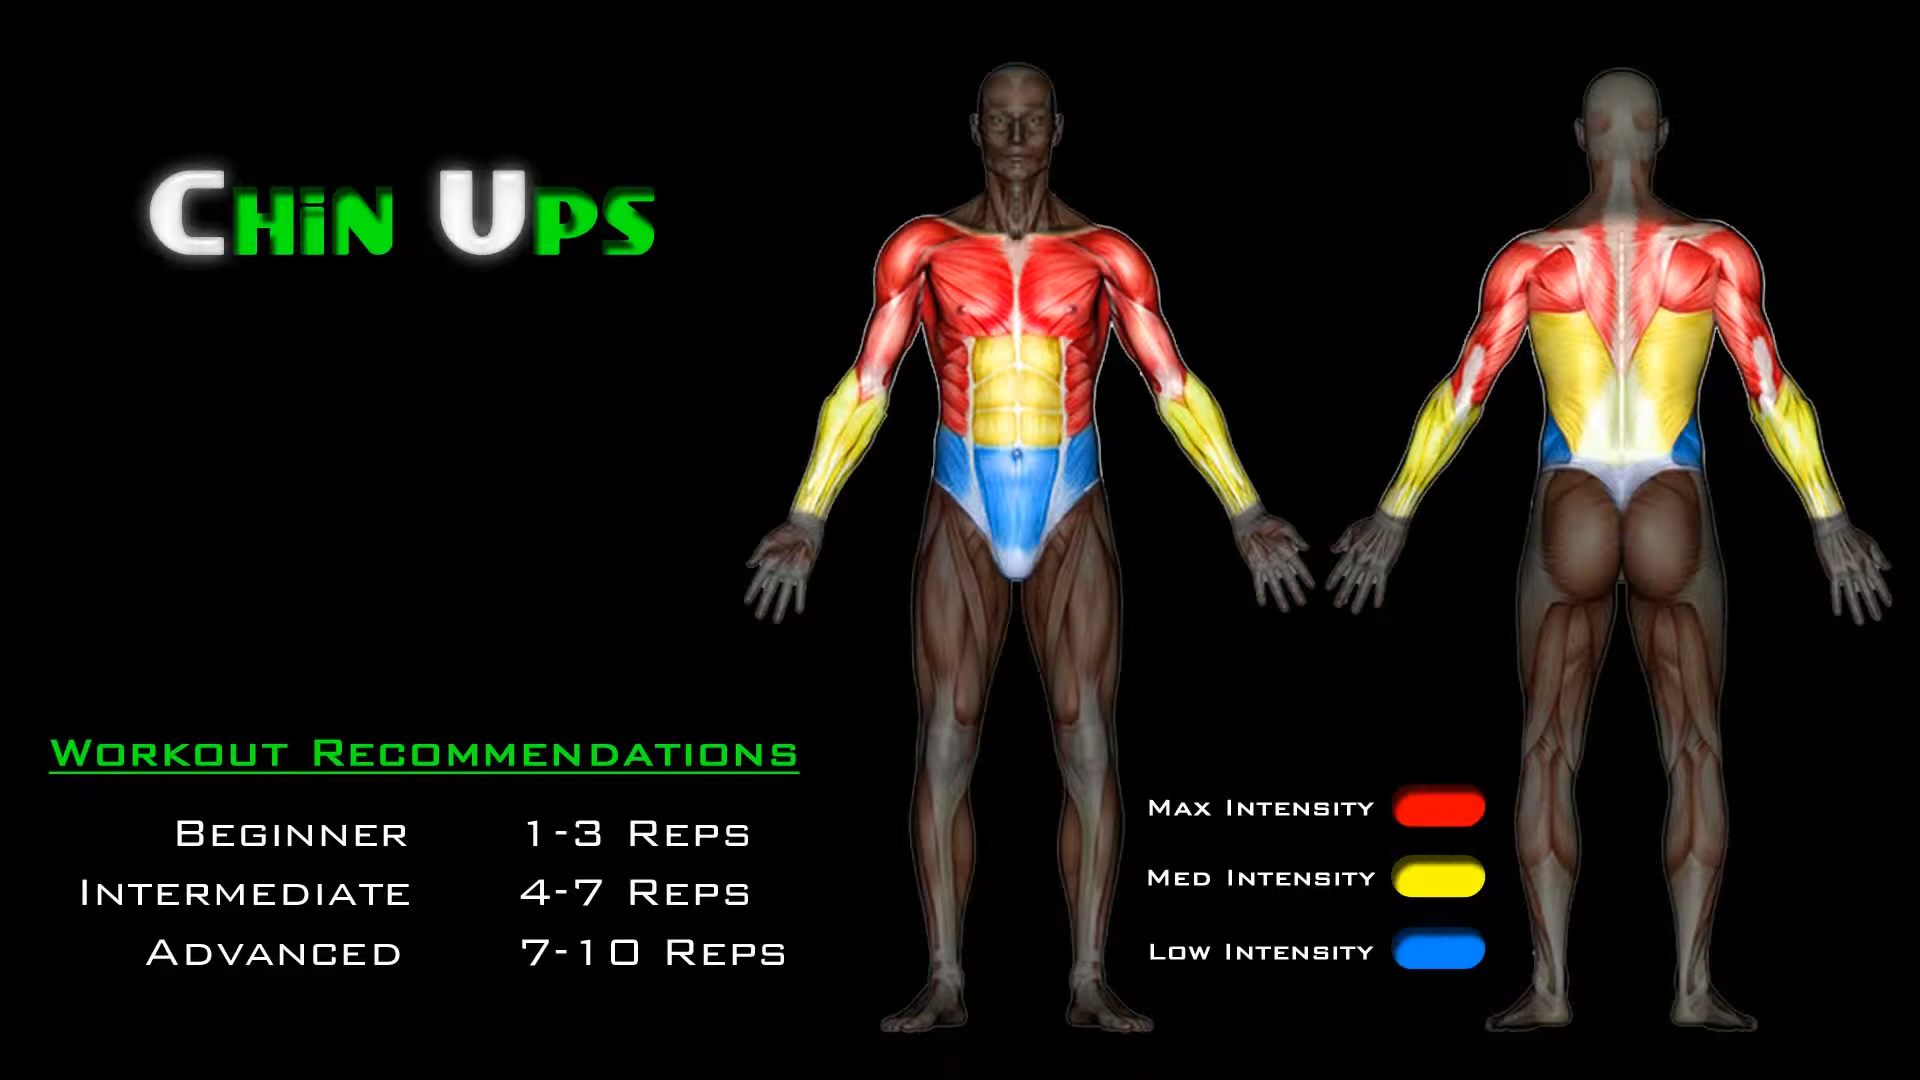 Chin Ups
Workout Recommendations
Beginner 1-3 Reps
Intermediate 4-7 Reps
Advanced 7-10 Reps
Max Intensity
Med Intensity
Low Intensity